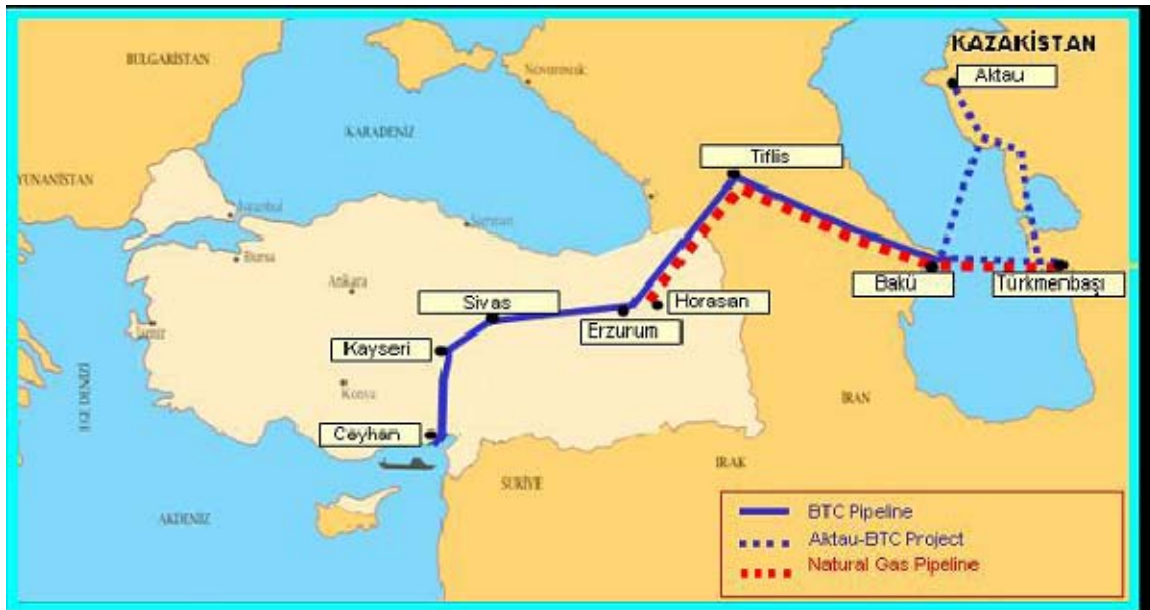 KAZAKİSTAN
Aktau
BULGARİSTAN
Novorossisk
KARADENİZ
Tiflis
YUNANİSTAN
İstanbul
Samsun
Bursa
Ankara
Sivas
Bakü
Türkmenbaşı
Horasan
Erzurum
İzmir
Kayseri
Konya
EGE DENİZİ
İRAN
Ceyhan
IRAK
SURİYE
AKDENİZ
BTC Pipeline
Aktau-BTC Project
Natural Gas Pipeline